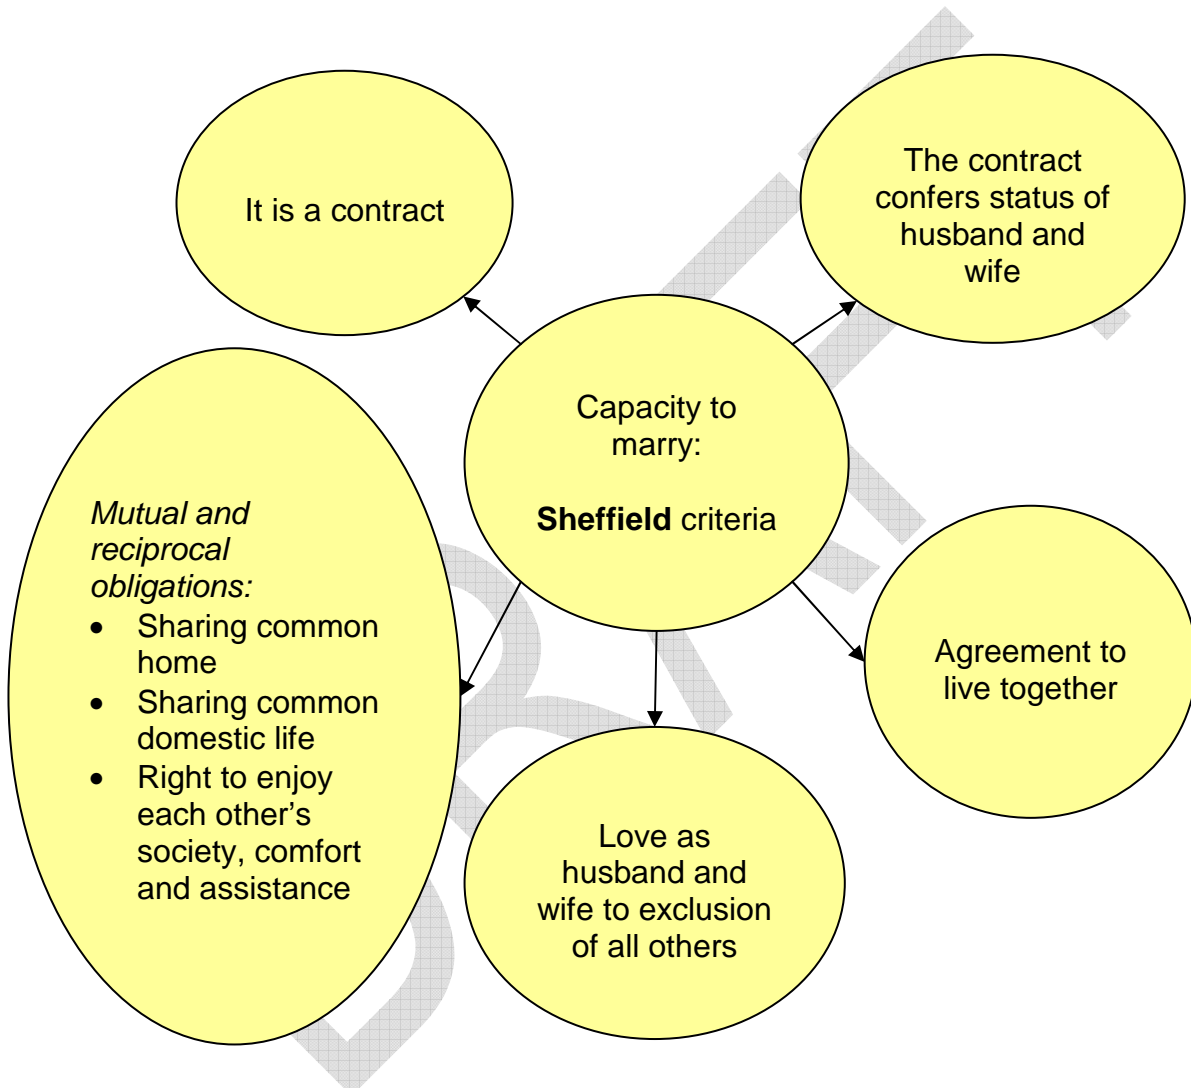 It is a contract
The contract
confers status of
husband and
wife
Capacity to
marry:
Sheffield criteria
Mutual and
reciprocal
obligations:
• Sharing common
home
• Sharing common
domestic life
• Right to enjoy
each other’s
society, comfort
and assistance
Agreement to
live together
Love as
husband and
wife to exclusion
of all others
DRAFT